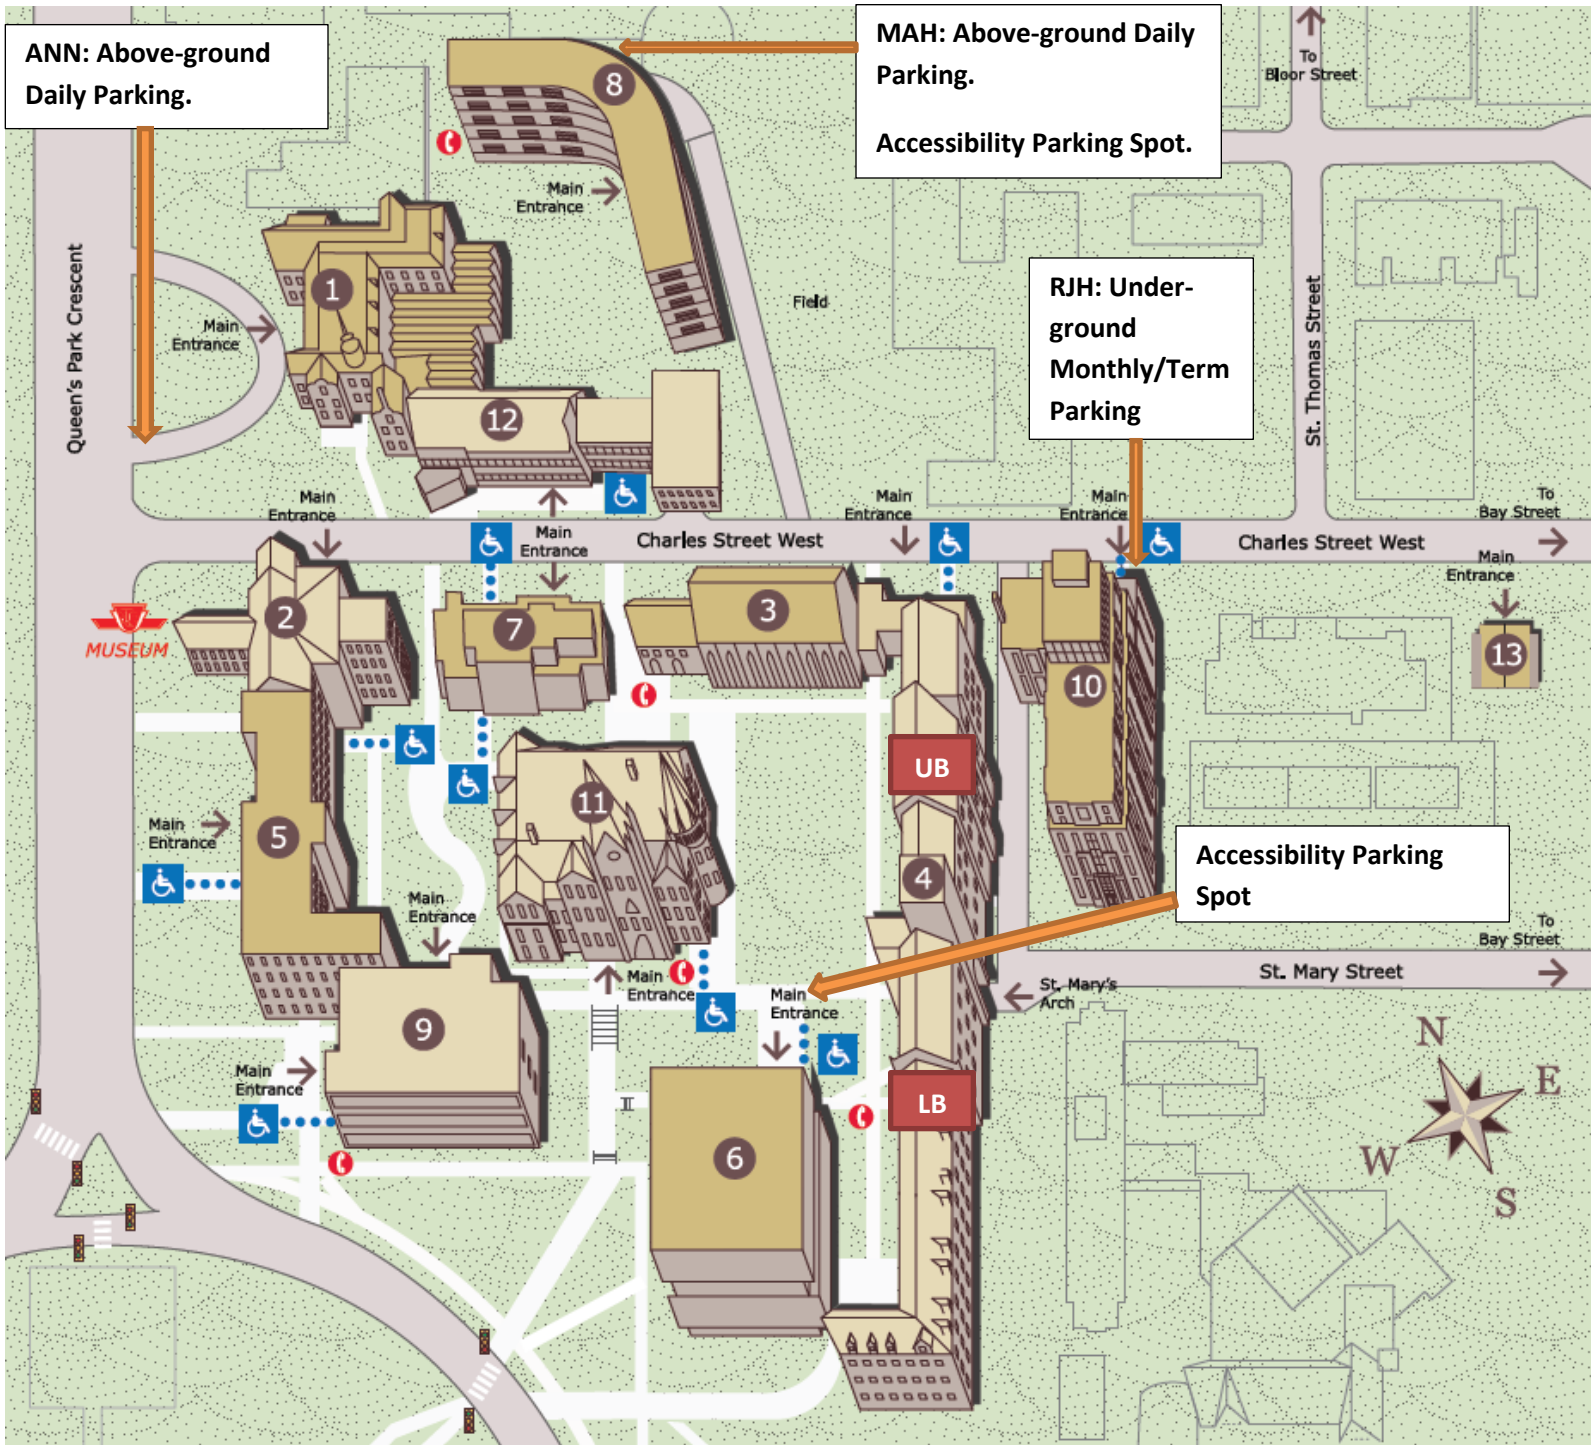 ANN: Above-ground
Daily Parking.
MAH: Above-ground Daily
Parking.
Accessibility Parking Spot.
To
Bloor Street
8
Main
Entrance
1
Main
Entrance
Queen's Park Crescent
Field
RJH: Under-
ground
Monthly/Term
Parking
St. Thomas Street
12
Main
Entrance
Main
Entrance
Main
Entrance
Main
Entrance
To
Bay Street
Charles Street West
Charles Street West
Main
Entrance
2
MUSEUM
7
3
10
13
UB
11
4
Main
Entrance
5
Main
Entrance
Accessibility Parking
Spot
To
Bay Street
St. Mary Street
Main
Entrance
Main
Entrance
St. Mary's
Arch
9
Main
Entrance
LB
6
N
E
W
S